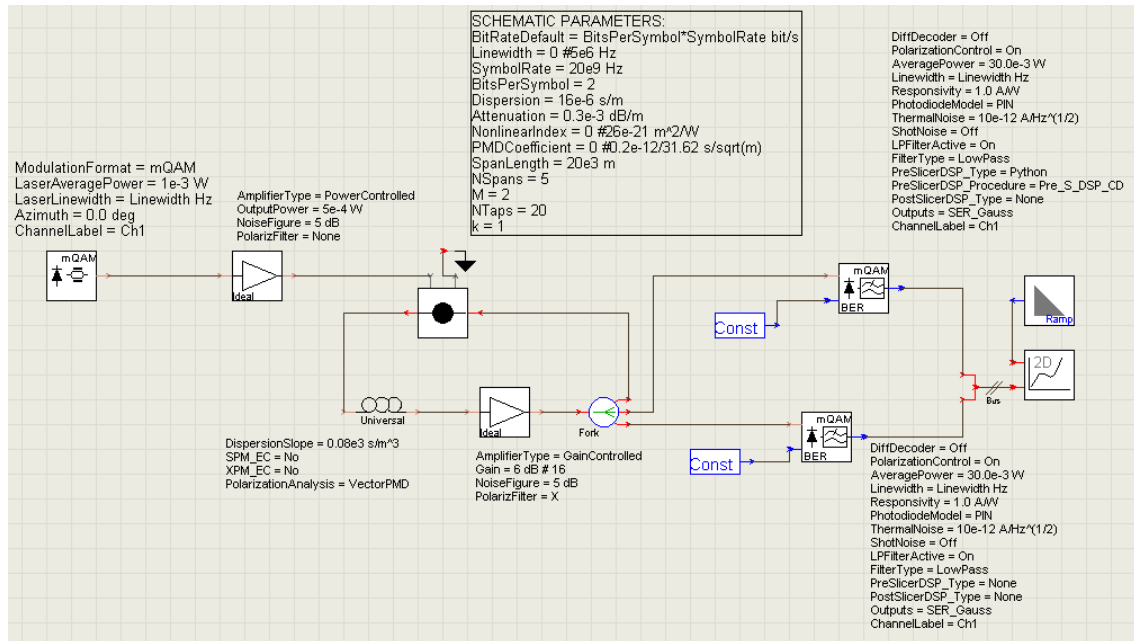 SCHEMATIC PARAMETERS:
BitRateDefault = BitsPerSymbol*SymbolRate bit/s
Linewidth = 0 #5e6 Hz
SymbolRate = 20e9 Hz
BitsPerSymbol = 2
Dispersion = 16e-6 s/m
Attenuation = 0.3e-3 dB/m
NonlinearIndex = 0 #26e-21 m^2/W
PMDCoefficient = 0 #0.2e-12/31.62 s/sqrt(m)
SpanLength = 20e3 m
NSpans = 5
M = 2
NTaps = 20
k = 1
DiffDecoder = Off
PolarizationControl = On
AveragePower = 30.0e-3 W
Linewidth = Linewidth Hz
Responsivity = 1.0 A/W
PhotodiodeModel = PIN
ThermalNoise = 10e-12 A/Hz^(1/2)
ShotNoise = Off
LPFilterActive = On
FilterType = LowPass
PreSlicerDSP_Type = Python
PreSlicerDSP_Procedure = Pre_S_DSP_CD
PostSlicerDSP_Type = None
Outputs = SER_Gauss
ChannelLabel = Ch1
ModulationFormat = mQAM
LaserAveragePower = 1e-3 W
LaserLinewidth = Linewidth Hz
Azimuth = 0.0 deg
ChannelLabel = Ch1
AmplifierType = PowerControlled
OutputPower = 5e-4 W
NoiseFigure = 5 dB
PolarizFilter = None
mQAM
Ideal
mQAM
BER
Const
Ramp
2D
Bus
Universal
Ideal
Fork
mQAM
BER
Const
DispersionSlope = 0.08e3 s/m^3
SPM_EC = No
XPM_EC = No
PolarizationAnalysis = VectorPMD
AmplifierType = GainControlled
Gain = 6 dB # 16
NoiseFigure = 5 dB
PolarizFilter = X
DiffDecoder = Off
PolarizationControl = On
AveragePower = 30.0e-3 W
Linewidth = Linewidth Hz
Responsivity = 1.0 A/W
PhotodiodeModel = PIN
ThermalNoise = 10e-12 A/Hz^(1/2)
ShotNoise = Off
LPFilterActive = On
FilterType = LowPass
PreSlicerDSP_Type = None
PostSlicerDSP_Type = None
Outputs = SER_Gauss
ChannelLabel = Ch1